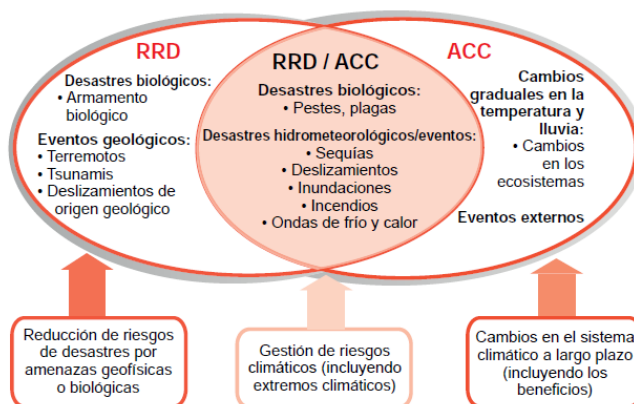 RRD
Desastres biológicos:
• Armamento
biológico
Eventos geológicos:
• Terremotos
• Tsunamis
• Deslizamientos de
origen geológico
RRD / ACC
Desastres biológicos:
• Pestes, plagas
Desastres hidrometeorológicos/eventos:
• Sequías
• Deslizamientos
• Inundaciones
• Incendios
• Ondas de frío y calor
ACC
Cambios
graduales en la
temperatura y
lluvia:
• Cambios
en los
ecosistemas
Eventos externos
Reducción de riesgos
de desastres por
amenazas geofísicas
o biológicas
Gestión de riesgos
climáticos (incluyendo
extremos climáticos)
Cambios en el sistema
climático a largo plazo
(incluyendo los
beneficios)